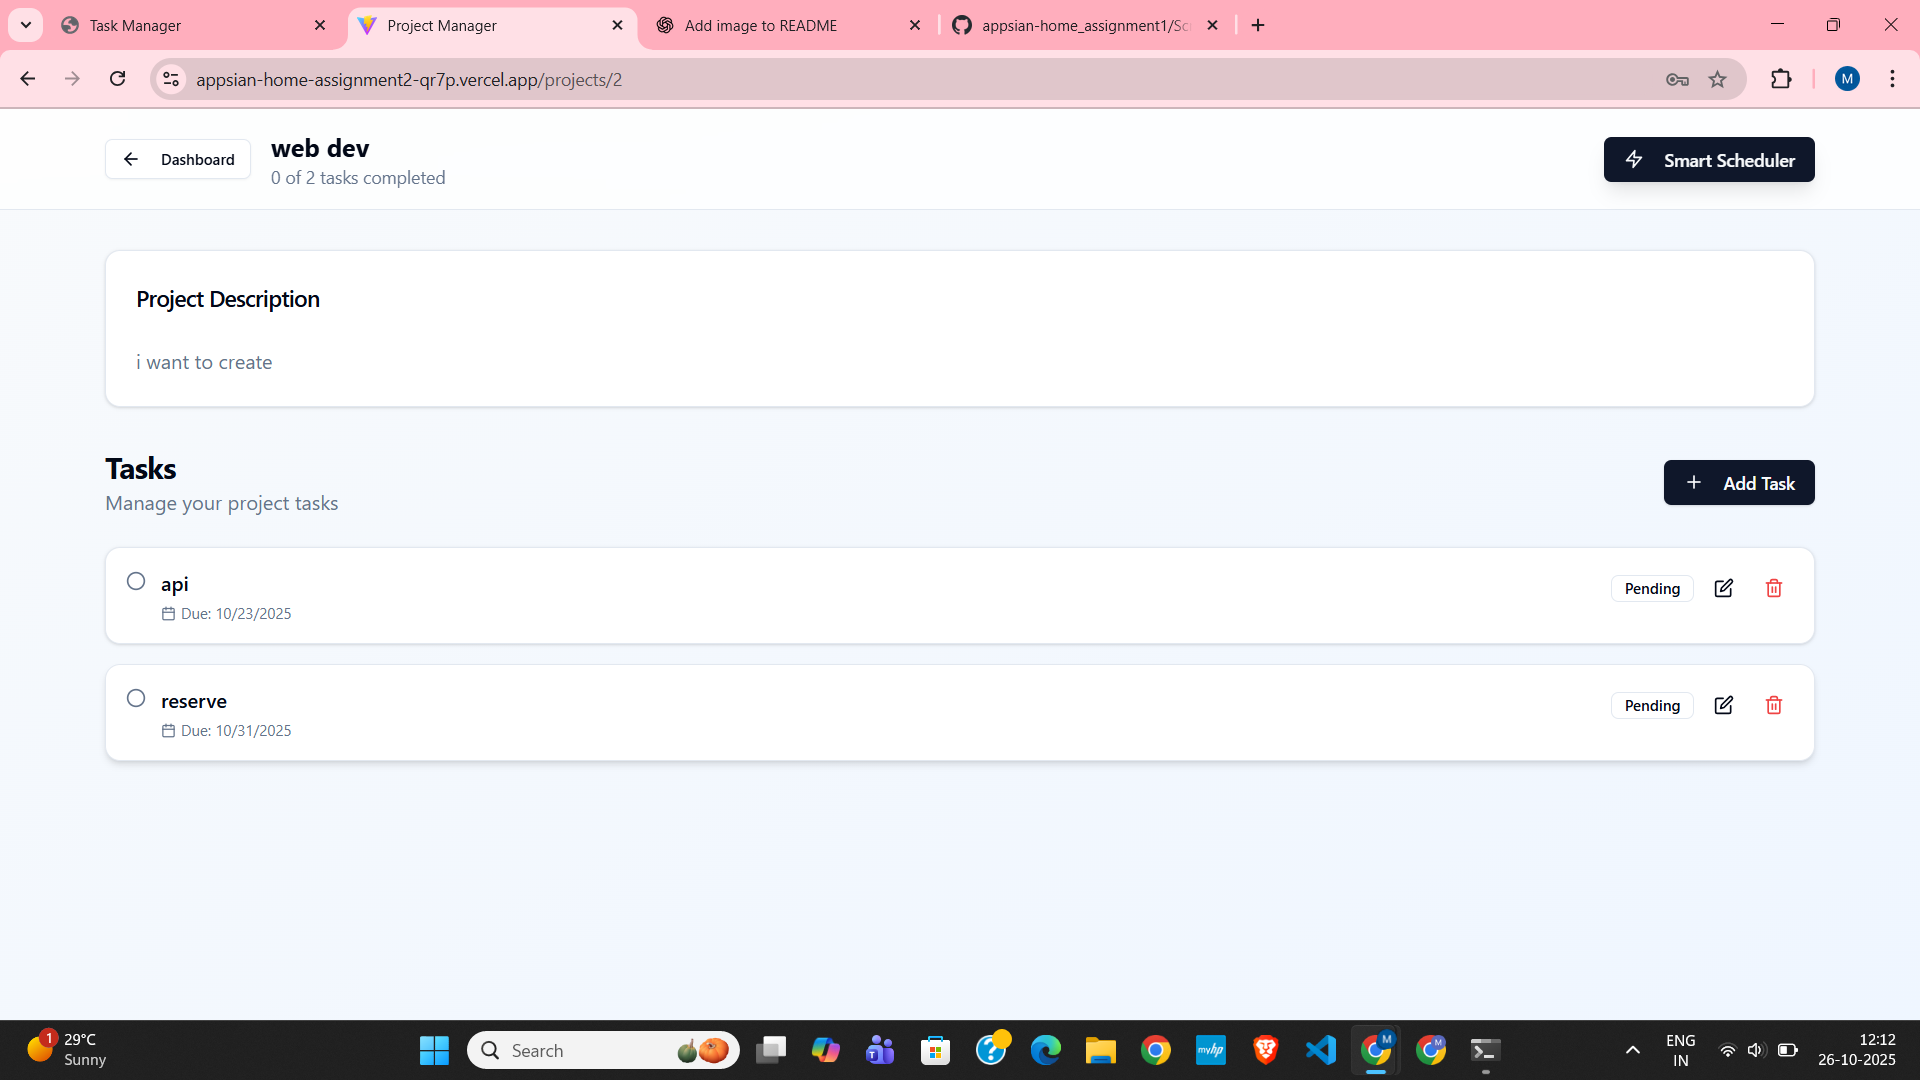 Task Manager
Project Manager
Add image to README
appsian-home_assignment1/Sc
appsian-home-assignment2-qr7p.vercel.app/projects/2
M
Dashboard
web dev
0 of 2 tasks completed
Smart Scheduler
Project Description
i want to create
Tasks
Manage your project tasks
Add Task
api
Due: 10/23/2025
Pending
reserve
Due: 10/31/2025
Pending
1
29°C
Sunny
Search
T
?
myhp
M
M
ENG
IN
12:12
26-10-2025